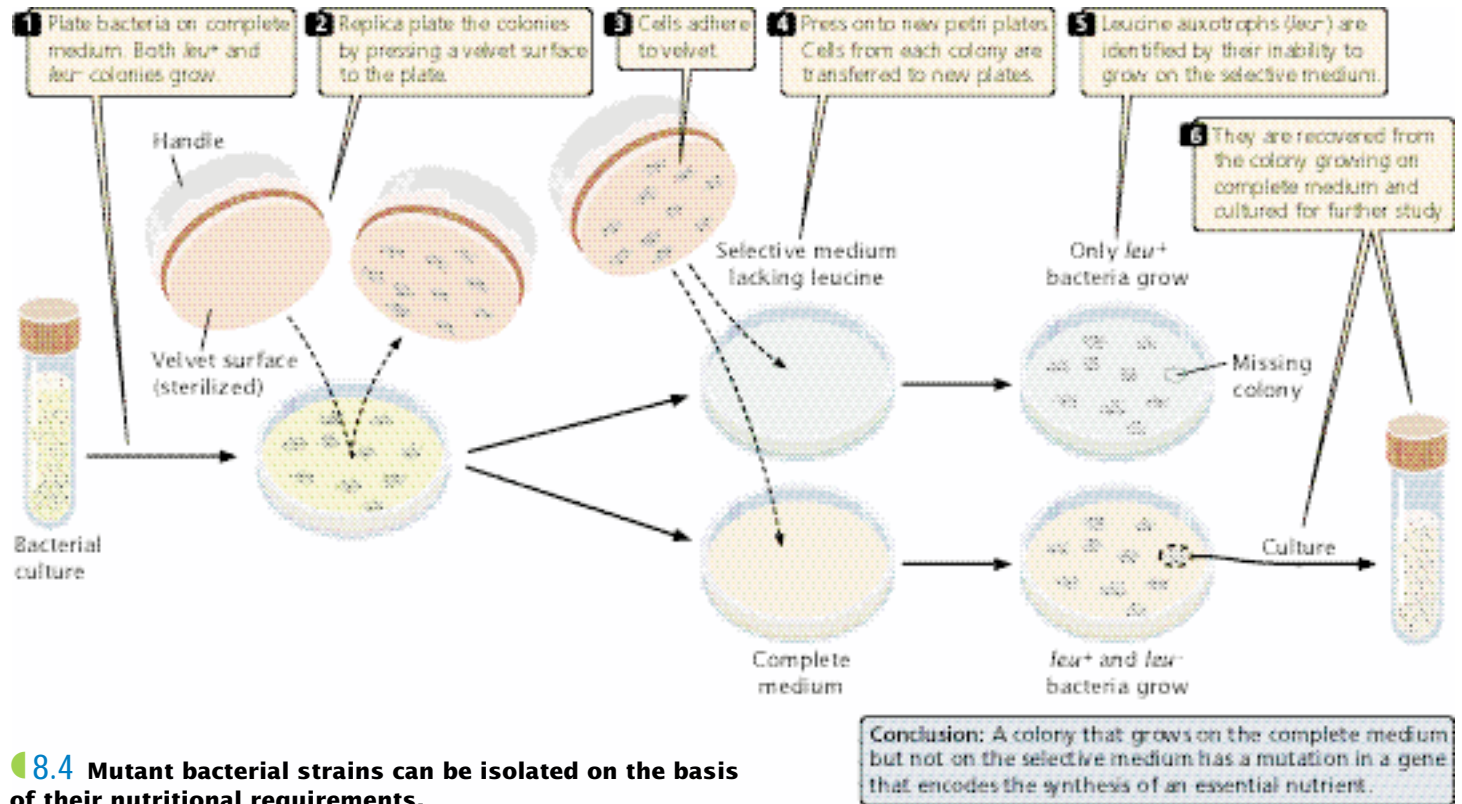 1 Plate bacteria on complete
medium. Both leu⁺ and
leu⁻ colonies grow.
2 Replica plate the colonies
by pressing a velvet surface
to the plate.
3 Cells adhere
to velvet.
4 Press onto new petri plates.
Cells from each colony are
transferred to new plates.
5 Leucine auxotrophs (leu⁻) are
identified by their inability to
grow on the selective medium.
6 They are recovered from
the colony growing on
complete medium and
cultured for further study
Handle
Velvet surface
(sterilized)
Bacterial
culture
Selective medium
lacking leucine
Only leu⁺
bacteria grow
Missing
colony
Culture
Complete
medium
leu⁺ and leu⁻
bacteria grow
Conclusion: A colony that grows on the complete medium
but not on the selective medium has a mutation in a gene
that encodes the synthesis of an essential nutrient.
8.4 Mutant bacterial strains can be isolated on the basis
of their nutritional requirements.